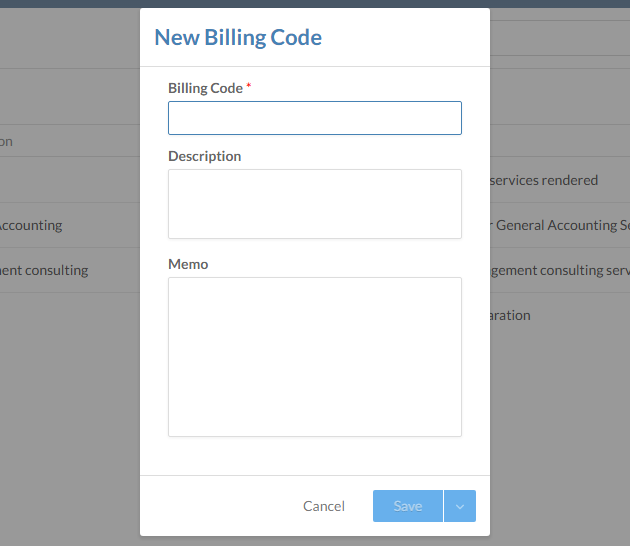 New Billing Code
Billing Code *
on
Description
services rendered
Accounting
r General Accounting Se
ment consulting
gement consulting serv
Memo
aration
Cancel
Save